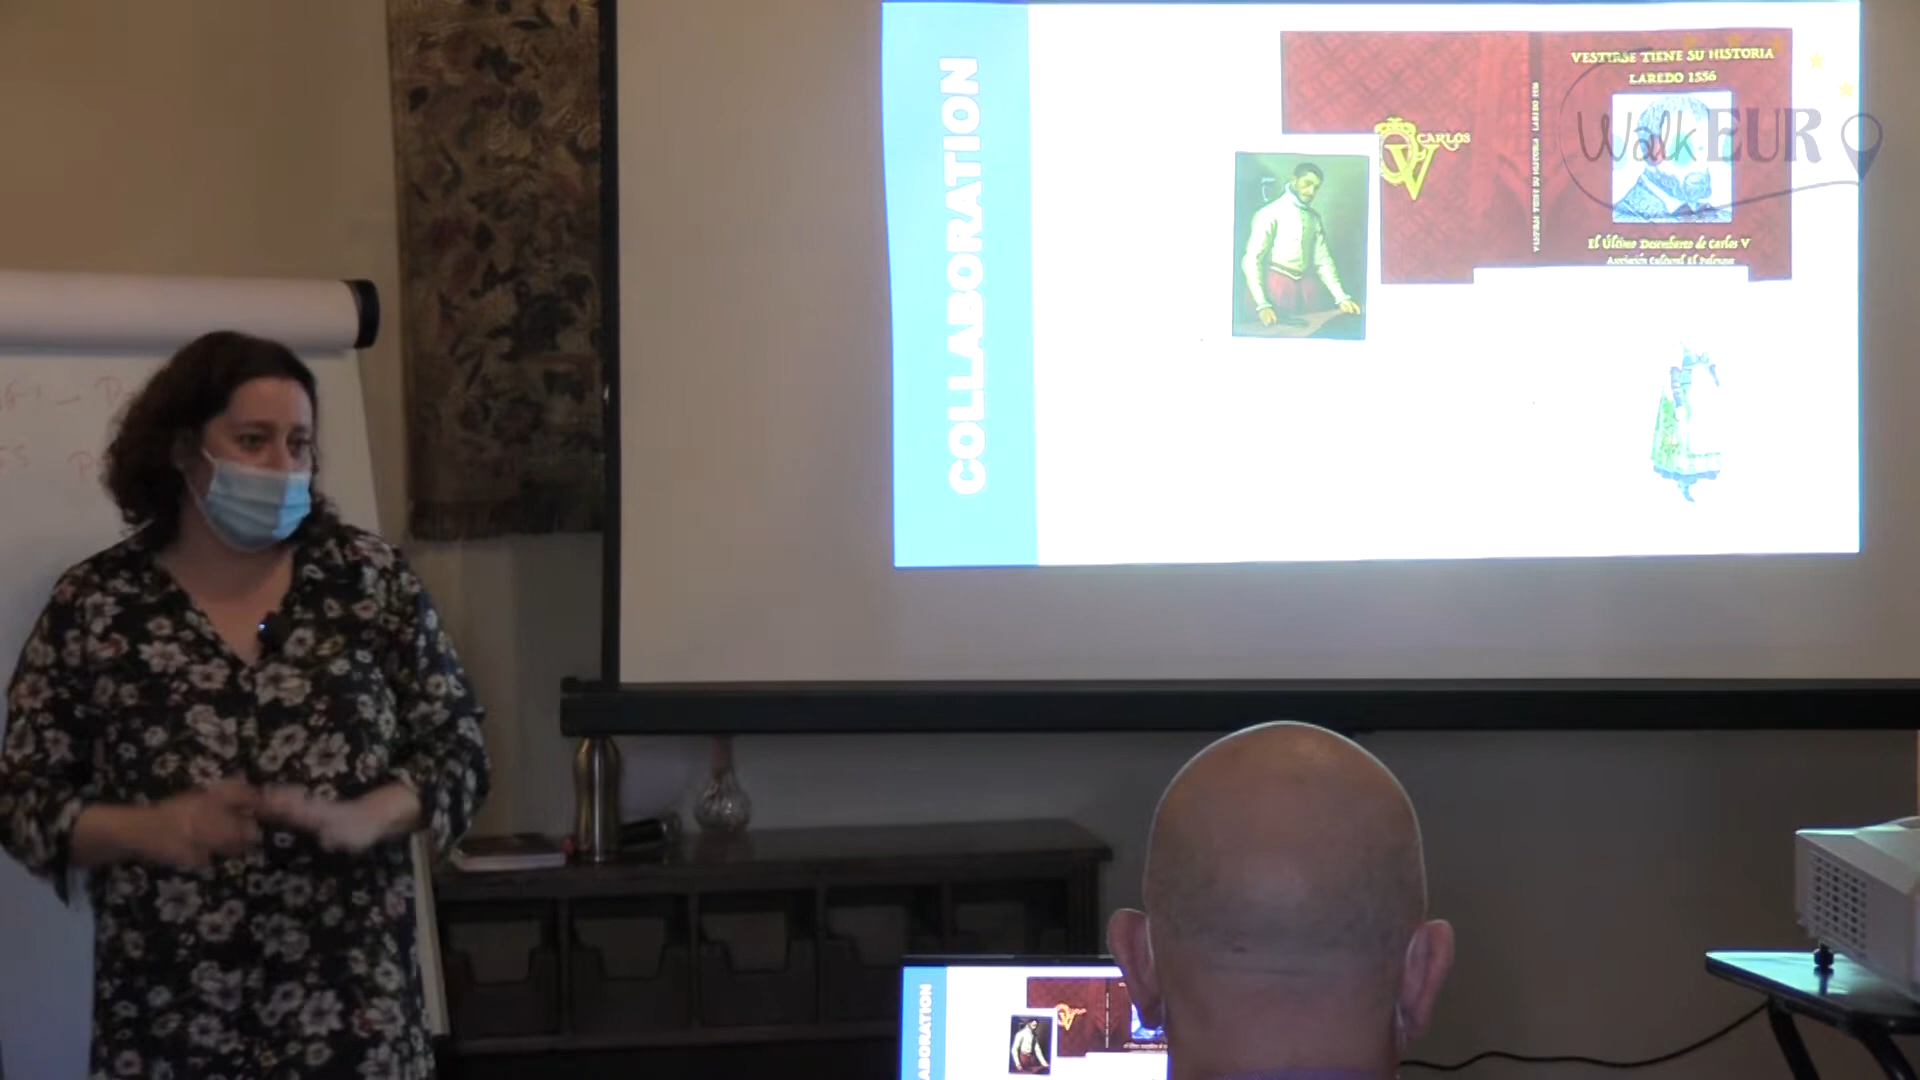 COLLABORATION
VESTIRSE TIENE SU HISTORIA
LAREDO 1556
WalkEUR
CARLOS
V
El Último Desembarco de Carlos V